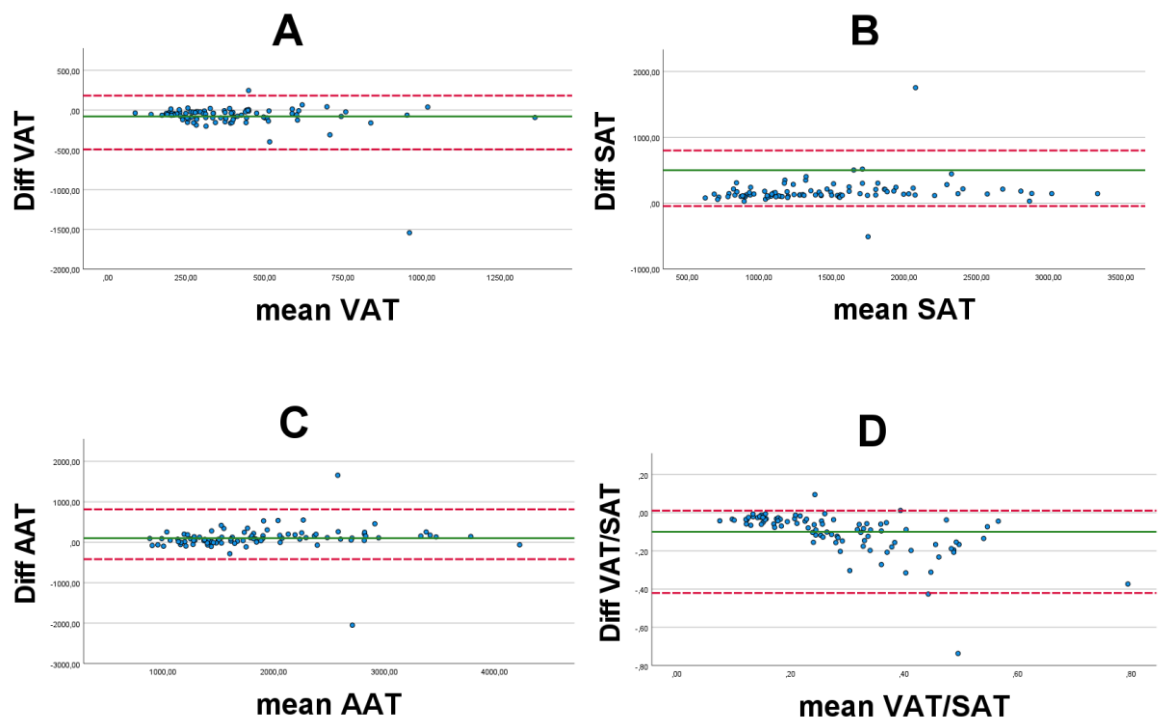 A
Diff VAT
500,00
,00
-500,00
-1000,00
-1500,00
-2000,00
,00 250,00 500,00 750,00 1000,00 1250,00
mean VAT
B
Diff SAT
2000,00
1000,00
,00
-1000,00
500,00 1000,00 1500,00 2000,00 2500,00 3000,00 3500,00
mean SAT
C
Diff AAT
2000,00
1000,00
,00
-1000,00
-2000,00
-3000,00
1000,00 2000,00 3000,00 4000,00
mean AAT
D
Diff VAT/SAT
,20
,00
-,20
-,40
-,60
-,80
,00 ,20 ,40 ,60 ,80
mean VAT/SAT